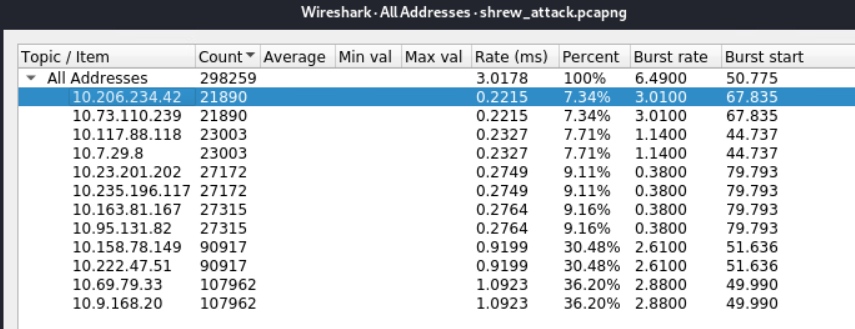 Wireshark · All Addresses · shrew_attack.pcapng
Topic / Item Count Average Min val Max val Rate (ms) Percent Burst rate Burst start
All Addresses 298259 3.0178 100% 6.4900 50.775
10.206.234.42 21890 0.2215 7.34% 3.0100 67.835
10.73.110.239 21890 0.2215 7.34% 3.0100 67.835
10.117.88.118 23003 0.2327 7.71% 1.1400 44.737
10.7.29.8 23003 0.2327 7.71% 1.1400 44.737
10.23.201.202 27172 0.2749 9.11% 0.3800 79.793
10.235.196.117 27172 0.2749 9.11% 0.3800 79.793
10.163.81.167 27315 0.2764 9.16% 0.3800 79.793
10.95.131.82 27315 0.2764 9.16% 0.3800 79.793
10.158.78.149 90917 0.9199 30.48% 2.6100 51.636
10.222.47.51 90917 0.9199 30.48% 2.6100 51.636
10.69.79.33 107962 1.0923 36.20% 2.8800 49.990
10.9.168.20 107962 1.0923 36.20% 2.8800 49.990